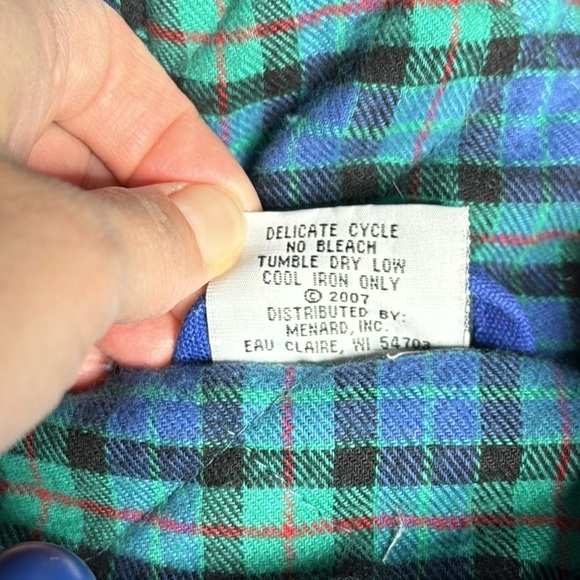 DELICATE CYCLE
NO BLEACH
TUMBLE DRY LOW
COOL IRON ONLY
© 2007
DISTRIBUTED BY:
MENARD, INC.
EAU CLAIRE, WI 54703